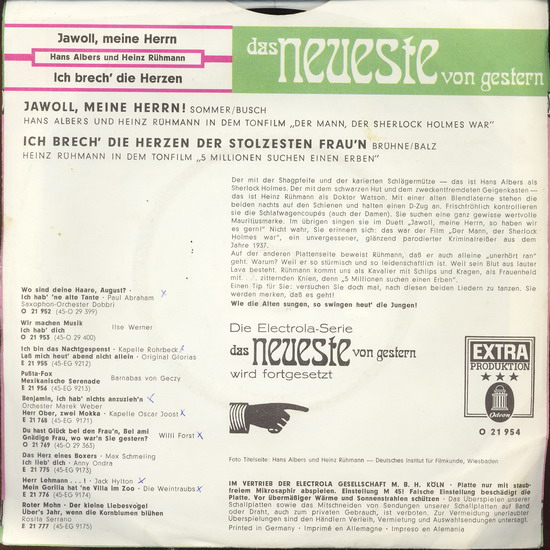 Jawoll, meine Herrn
Hans Albers und Heinz Rühmann
Ich brech' die Herzen
das neueste von gestern
JAWOLL, MEINE HERRN! SOMMER/BUSCH
HANS ALBERS UND HEINZ RÜHMANN IN DEM TONFILM „DER MANN, DER SHERLOCK HOLMES WAR"
ICH BRECH' DIE HERZEN DER STOLZESTEN FRAU'N BRÜHNE/BALZ
HEINZ RÜHMANN IN DEM TONFILM „5 MILLIONEN SUCHEN EINEN ERBEN"
Der mit der Shagpfeife und der karierten Schlägermütze — das ist Hans Albers als
Sherlock Holmes. Der mit dem schwarzen Hut und dem zweckentfremdeten Geigenkasten —
das ist Heinz Rühmann als Doktor Watson. Mit einer alten Blendlaterne stehen die
beiden nachts auf den Schienen und halten einen D-Zug an. Frischfröhlich kontrollieren
sie die Schlafwagencoupés (auch der Damen). Sie suchen eine ganz gewisse wertvolle
Mauritiusmarke. Im übrigen singen sie im Duett „Jawoll, meine Herrn, so haben wir
es gern!" Nicht wahr, Sie erinnern sich: das war der Film „Der Mann, der Sherlock
Holmes war", ein unvergessener, glänzend parodierter Kriminalreißer aus dem
Jahre 1937.
Auf der anderen Plattenseite beweist Rühmann, daß er auch alleine „unerhört ran"
geht. Warum? Weil er so stürmisch und so leidenschaftlich ist. Weil sein Blut aus lauter
Lava besteht. Rühmann kommt uns als Kavalier mit Schlips und Kragen, als Frauenheld
mit. . . . zitternden Knien, denn „5 Millionen suchen einen Erben".
Einen Tip für Sie: versuchen Sie doch mal, nach diesen beiden Liedern zu tanzen. Sie
werden merken, daß es geht!
Wie die Alten sungen, so swingen heut' die Jungen!
Wo sind deine Haare, August? ·
Ich hab' 'ne alte Tante · Paul Abraham
Saxophon-Orchester Dobbri
O 21 952 (45-O 29 399)
Wir machen Musik
Ich hab' dich Ilse Werner
O 21 953 (45-O 29 400)
Ich bin das Nachtgespenst · Kapelle Rohrbeck
Laß mich heut' abend nicht allein · Original Glorias
E 21 955 (45-EG 9212)
Pußta-Fox
Mexikanische Serenade Barnabas von Geczy
E 21 956 (45-EG 9213)
Benjamin, Ich hab' nichts anzuzieh'n
Orchester Marek Weber
Herr Ober, zwei Mokka · Kapelle Oscar Joost
E 21 768 (45-EG 9171)
Du hast Glück bei den Frau'n, Bel ami
Gnädige Frau, wo war'n Sie gestern? Willi Forst
O 21 769 (45-O 29 363)
Das Herz eines Boxers · Max Schmeling
Ich lieb' dich · Anny Ondra
E 21 775 (45-EG 9173)
Herr Lehmann . . . ! · Jack Hylton
Mein Gorilla hat 'ne Villa im Zoo · Die Weintraubs
E 21 776 (45-EG 9174)
Roter Mohn · Der kleine Liebesvogel
Über's Jahr, wenn die Kornblumen blühen
Rosita Serrano
E 21 777 (45-EG 9175)
Die Electrola-Serie
das neueste von gestern
wird fortgesetzt
EXTRA
PRODUKTION
Odeon
O 21 954
Foto Titelseite: Hans Albers und Heinz Rühmann — Deutsches Institut für Filmkunde, Wiesbaden
IM VERTRIEB DER ELECTROLA GESELLSCHAFT M. B. H. KÖLN · Platte nur mit staub-
freiem Mikrosaphir abspielen. Einstellung M 45! Falsche Einstellung beschädigt die
Platte. Vor übermäßiger Wärme und Sonnenstrahlen schützen · Das Überspielen unserer
Schallplatten sowie das Mitschneiden von Sendungen unserer Schallplatten auf Band
oder Draht, auch zum privaten Gebrauch, ist verboten. Zur Vermeidung unerlaubter
Überspielungen sind den Händlern Verleih, Vermietung und Auswahlsendungen untersagt.
Printed in Germany · Imprimé en Allemagne · Impreso en Alemania